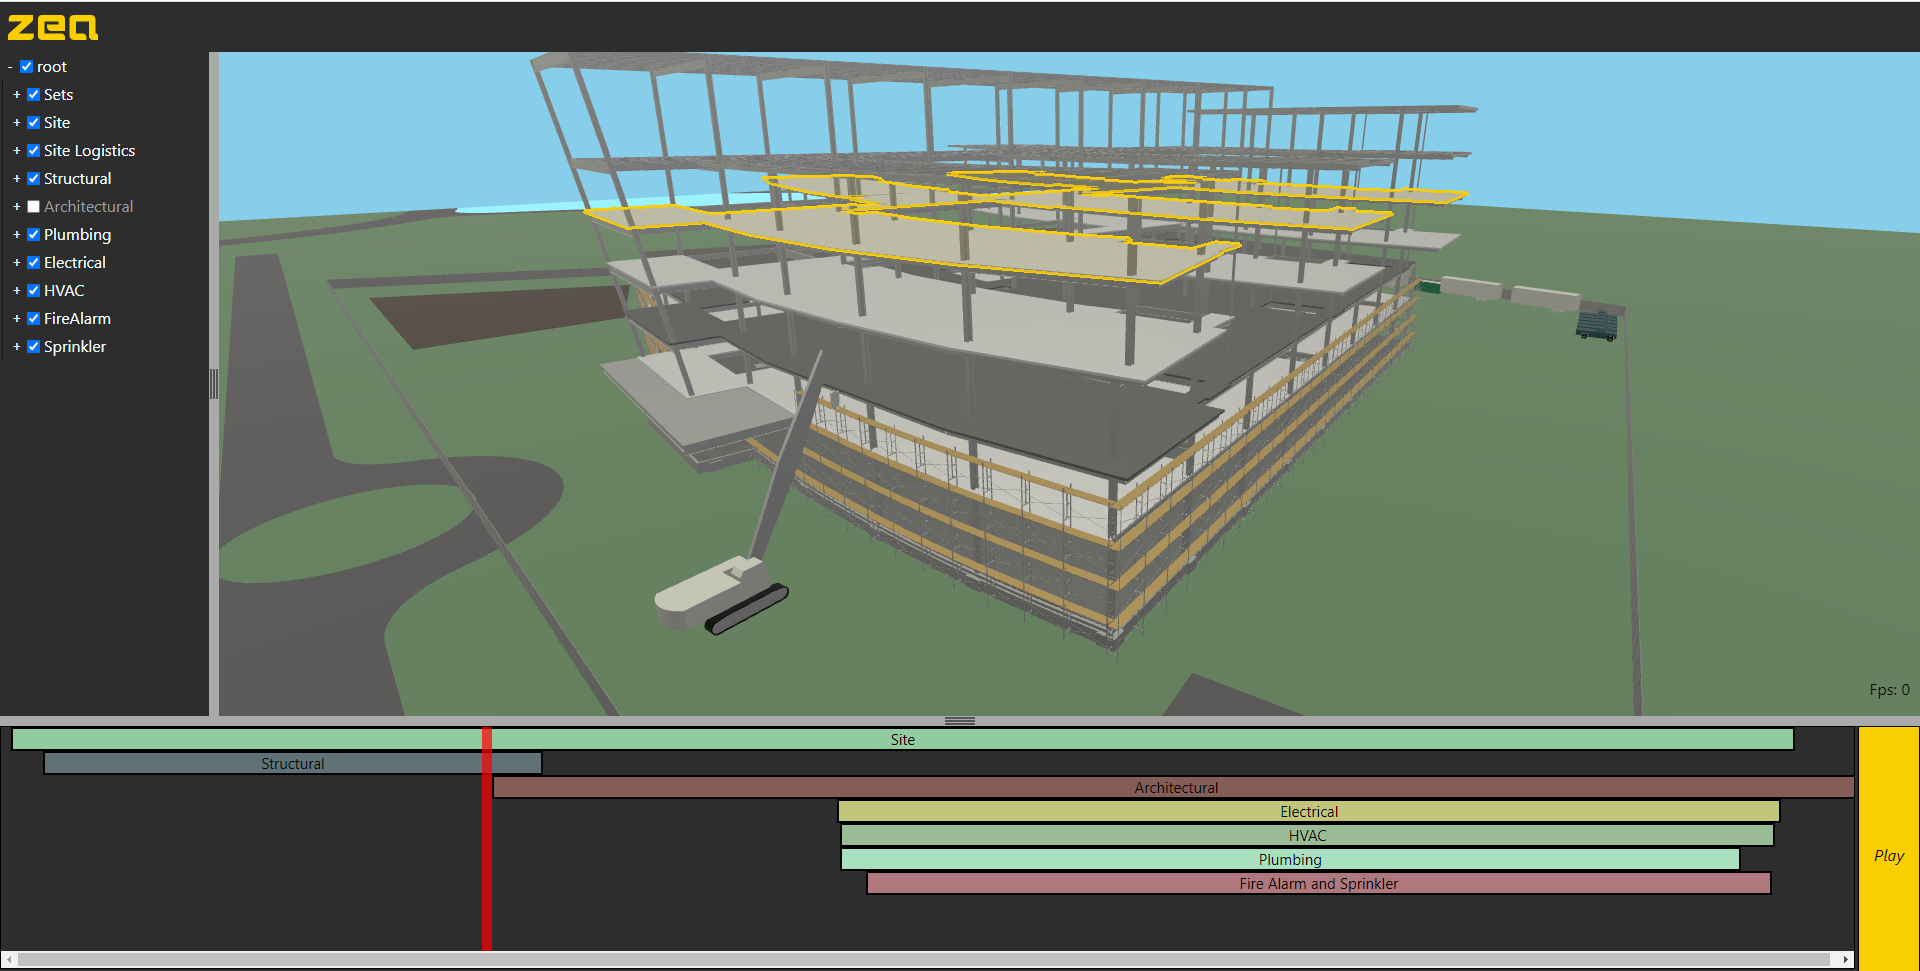 zea
- root
+ Sets
+ Site
+ Site Logistics
+ Structural
+ Architectural
+ Plumbing
+ Electrical
+ HVAC
+ FireAlarm
+ Sprinkler
Fps: 0
Site
Structural
Architectural
Electrical
HVAC
Plumbing
Fire Alarm and Sprinkler
Play